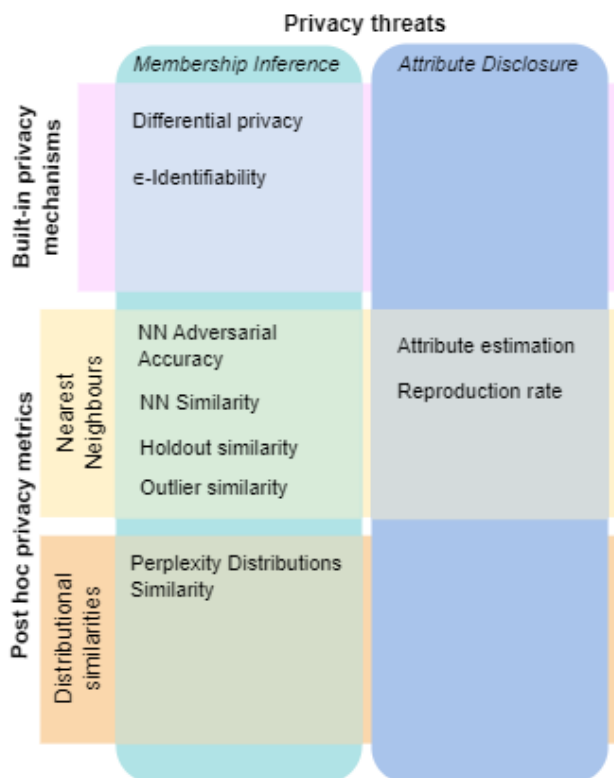 Privacy threats
Membership Inference
Attribute Disclosure
Built-in privacy
mechanisms
Differential privacy
ϵ-Identifiability
Post hoc privacy metrics
Nearest
Neighbours
NN Adversarial
Accuracy
NN Similarity
Holdout similarity
Outlier similarity
Attribute estimation
Reproduction rate
Distributional
similarities
Perplexity Distributions
Similarity